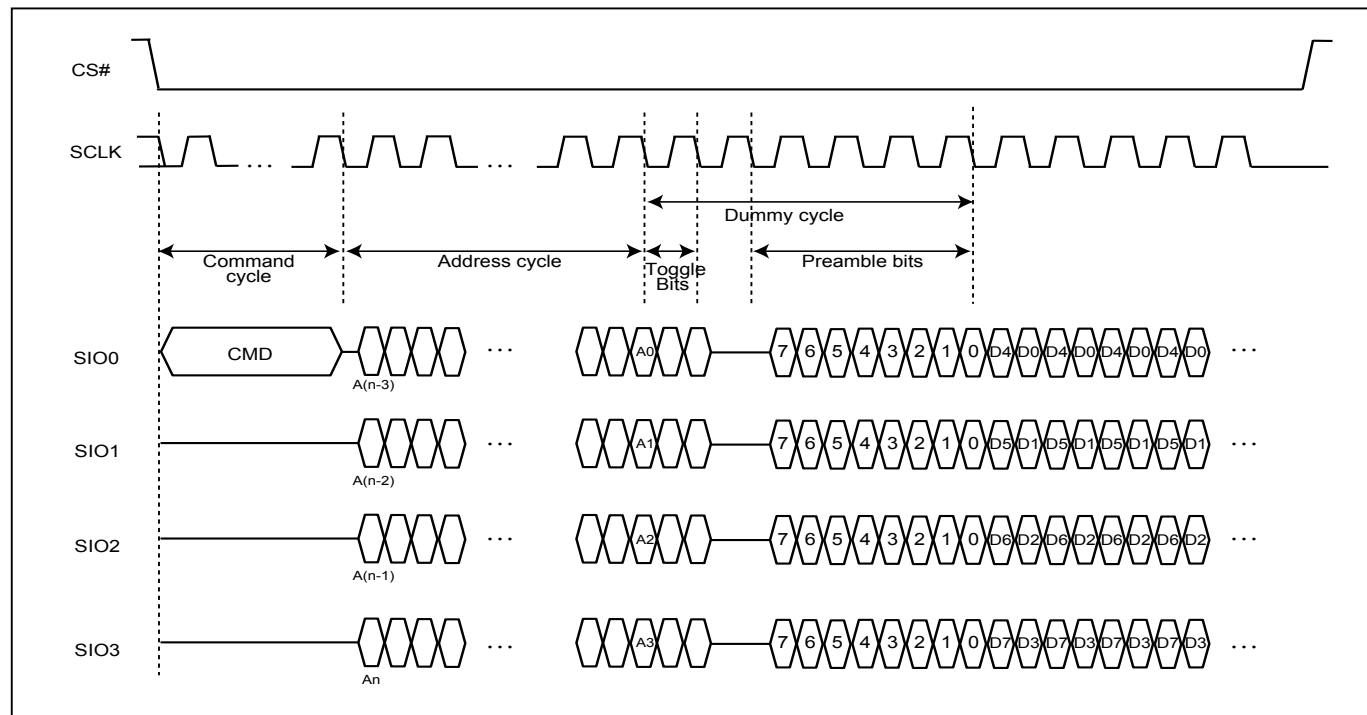 CS#
SCLK ... ...
Dummy cycle
Command
cycle
Address cycle
Toggle
Bits
Preamble bits
SIO0 CMD ... A0 7 6 5 4 3 2 1 0 D4 D0 D4 D0 D4 D0 D4 D0 ...
A(n-3)
SIO1 ... A1 7 6 5 4 3 2 1 0 D5 D1 D5 D1 D5 D1 D5 D1 ...
A(n-2)
SIO2 ... A2 7 6 5 4 3 2 1 0 D6 D2 D6 D2 D6 D2 D6 D2 ...
A(n-1)
SIO3 ... A3 7 6 5 4 3 2 1 0 D7 D3 D7 D3 D7 D3 D7 D3 ...
An